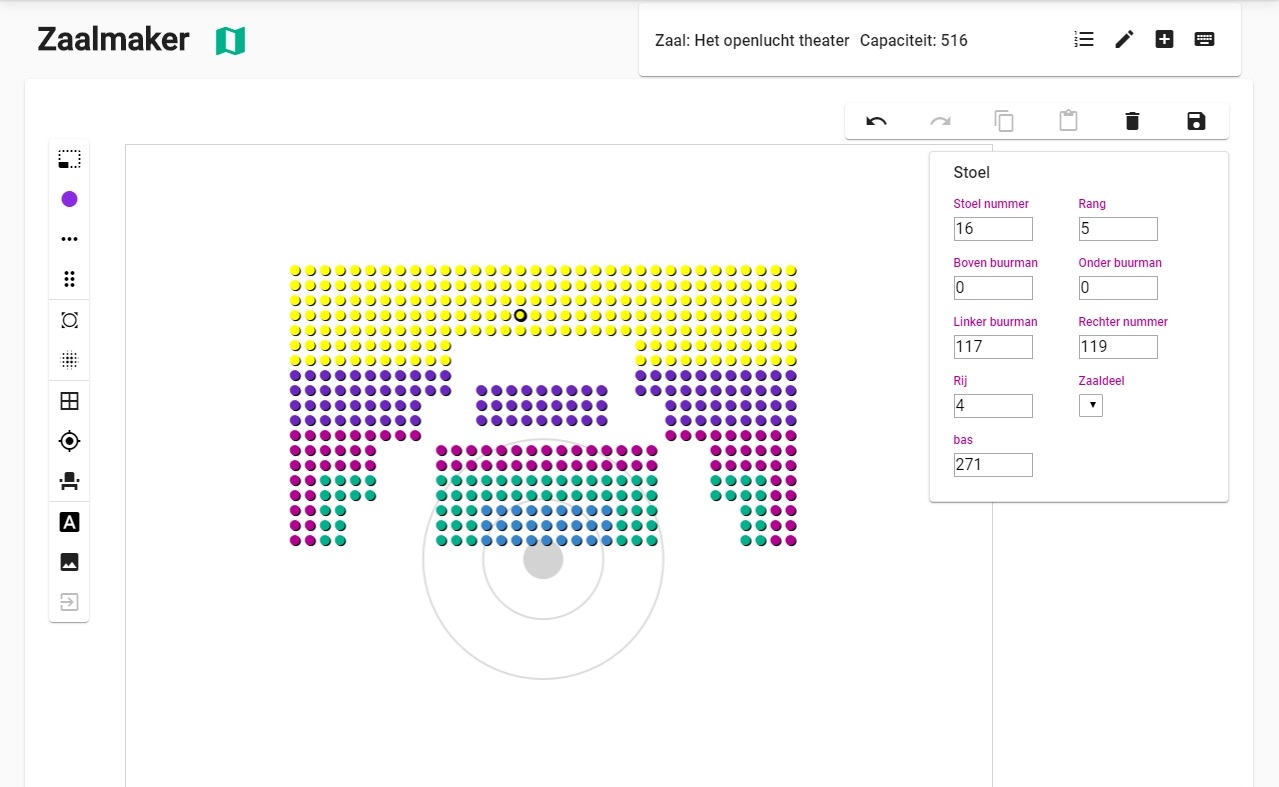 Zaalmaker
Zaal: Het openlucht theater Capaciteit: 516
Stoel
Stoel nummer Rang
16 5
Boven buurman Onder buurman
0 0
Linker buurman Rechter nummer
117 119
Rij Zaaldeel
4
bas
271
A